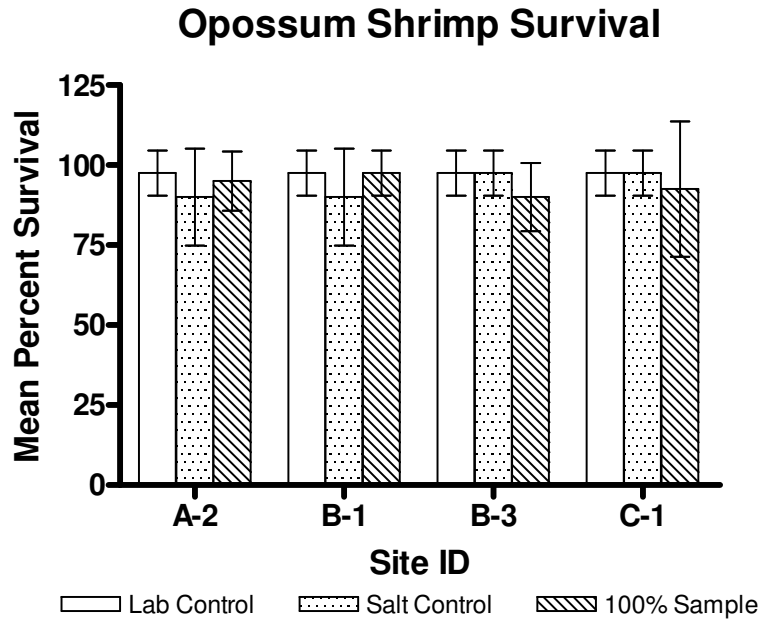 Opossum Shrimp Survival
Mean Percent Survival
125
100
75
50
25
0
A-2 B-1 B-3 C-1
Site ID
Lab Control Salt Control 100% Sample